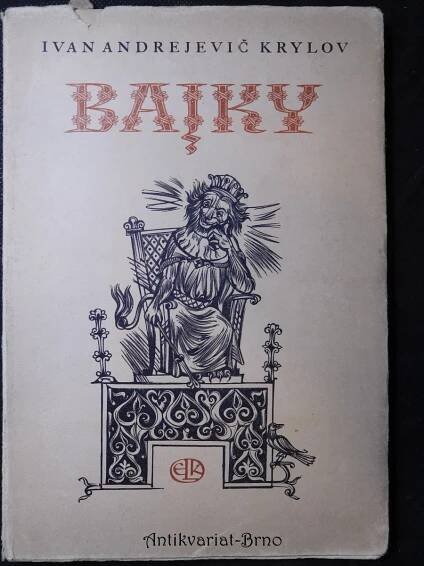 IVAN ANDREJEVIČ KRYLOV
BAJKY
ELK
Antikvariat-Brno